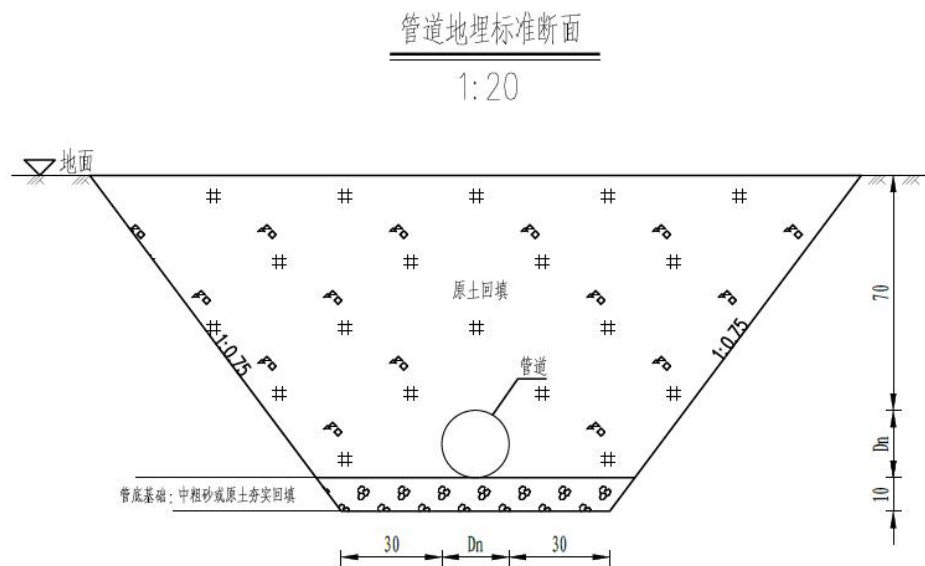 管道地埋标准断面
1:20
地面
原土回填
70
1:0.75
1:0.75
管道
Dn
管底基础：中粗砂或原土夯实回填
10
30
Dn
30